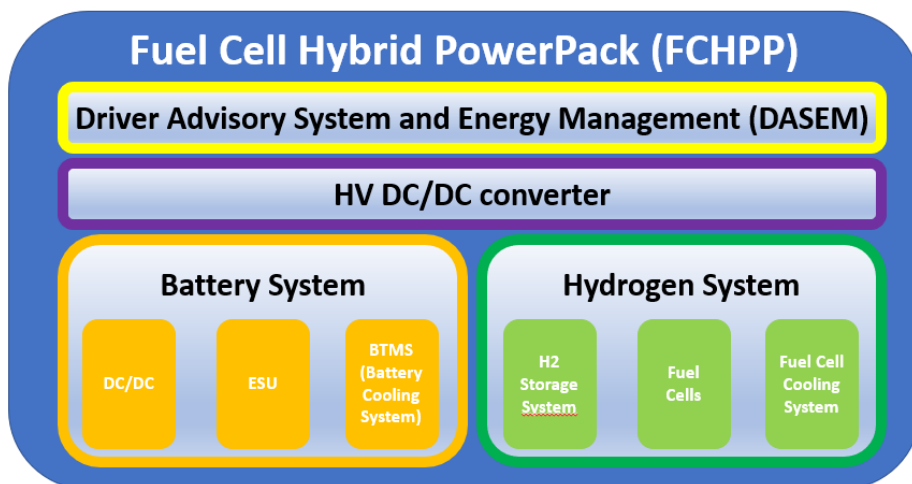 Fuel Cell Hybrid PowerPack (FCHPP)
Driver Advisory System and Energy Management (DASEM)
HV DC/DC converter
Battery System
DC/DC
ESU
BTMS
(Battery
Cooling
System)
Hydrogen System
H2
Storage
System
Fuel
Cells
Fuel Cell
Cooling
System